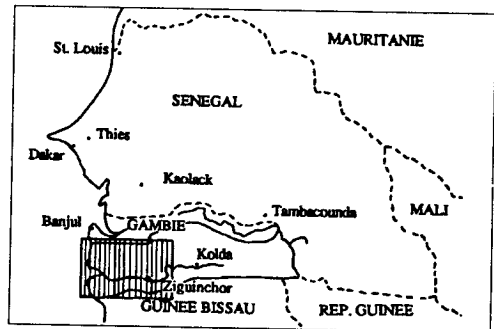 MAURITANIE
St. Louis
SENEGAL
Thies
Dakar
Kaolack
Tambacounda
MALI
Banjul
GAMBIE
Kolda
Ziguinchor
GUINEE BISSAU
REP. GUINEE